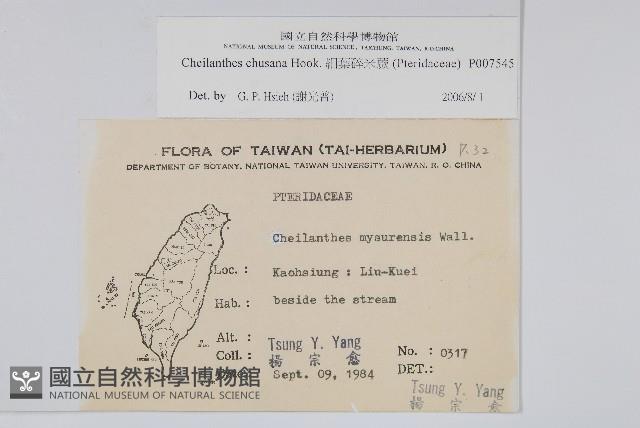 國立自然科學博物館
NATIONAL MUSEUM OF NATURAL SCIENCE, TAICHUNG, TAIWAN, R.O.CHINA
Cheilanthes chusana Hook. 細葉碎米蕨 (Pteridaceae) P007545
Det. by G. P. Hsieh (謝光普) 2006/8/1
FLORA OF TAIWAN (TAI-HERBARIUM) P.32
DEPARTMENT OF BOTANY, NATIONAL TAIWAN UNIVERSITY, TAIWAN, R. O. CHINA
PTERIDACEAE
Cheilanthes mysurensis Wall.
Loc. : Kaohsiung : Liu-Kuei
Hab. : beside the stream
Alt. :
Coll. : Tsung Y. Yang
楊 宗 愈
No. : 0317
Sept. 09, 1984
DET.:
Tsung Y. Yang
楊 宗 愈
國立自然科學博物館
NATIONAL MUSEUM OF NATURAL SCIENCE